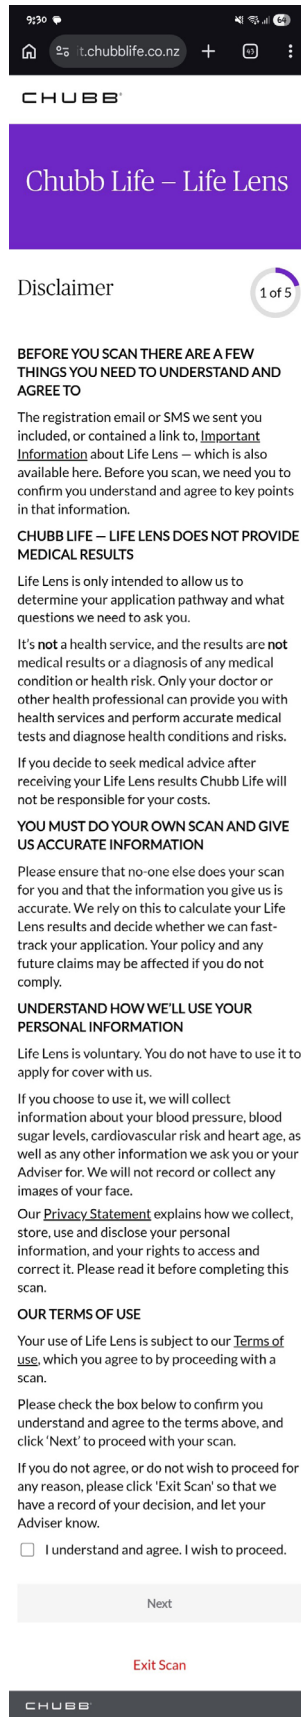 9:30
64
t.chubblife.co.nz
43
CHUBB
Chubb Life – Life Lens
Disclaimer
1 of 5
BEFORE YOU SCAN THERE ARE A FEW
THINGS YOU NEED TO UNDERSTAND AND
AGREE TO
The registration email or SMS we sent you
included, or contained a link to, Important
Information about Life Lens — which is also
available here. Before you scan, we need you to
confirm you understand and agree to key points
in that information.
CHUBB LIFE — LIFE LENS DOES NOT PROVIDE
MEDICAL RESULTS
Life Lens is only intended to allow us to
determine your application pathway and what
questions we need to ask you.
It's not a health service, and the results are not
medical results or a diagnosis of any medical
condition or health risk. Only your doctor or
other health professional can provide you with
health services and perform accurate medical
tests and diagnose health conditions and risks.
If you decide to seek medical advice after
receiving your Life Lens results Chubb Life will
not be responsible for your costs.
YOU MUST DO YOUR OWN SCAN AND GIVE
US ACCURATE INFORMATION
Please ensure that no-one else does your scan
for you and that the information you give us is
accurate. We rely on this to calculate your Life
Lens results and decide whether we can fast-
track your application. Your policy and any
future claims may be affected if you do not
comply.
UNDERSTAND HOW WE'LL USE YOUR
PERSONAL INFORMATION
Life Lens is voluntary. You do not have to use it to
apply for cover with us.
If you choose to use it, we will collect
information about your blood pressure, blood
sugar levels, cardiovascular risk and heart age, as
well as any other information we ask you or your
Adviser for. We will not record or collect any
images of your face.
Our Privacy Statement explains how we collect,
store, use and disclose your personal
information, and your rights to access and
correct it. Please read it before completing this
scan.
OUR TERMS OF USE
Your use of Life Lens is subject to our Terms of
use, which you agree to by proceeding with a
scan.
Please check the box below to confirm you
understand and agree to the terms above, and
click 'Next' to proceed with your scan.
If you do not agree, or do not wish to proceed for
any reason, please click 'Exit Scan' so that we
have a record of your decision, and let your
Adviser know.
I understand and agree. I wish to proceed.
Next
Exit Scan
CHUBB